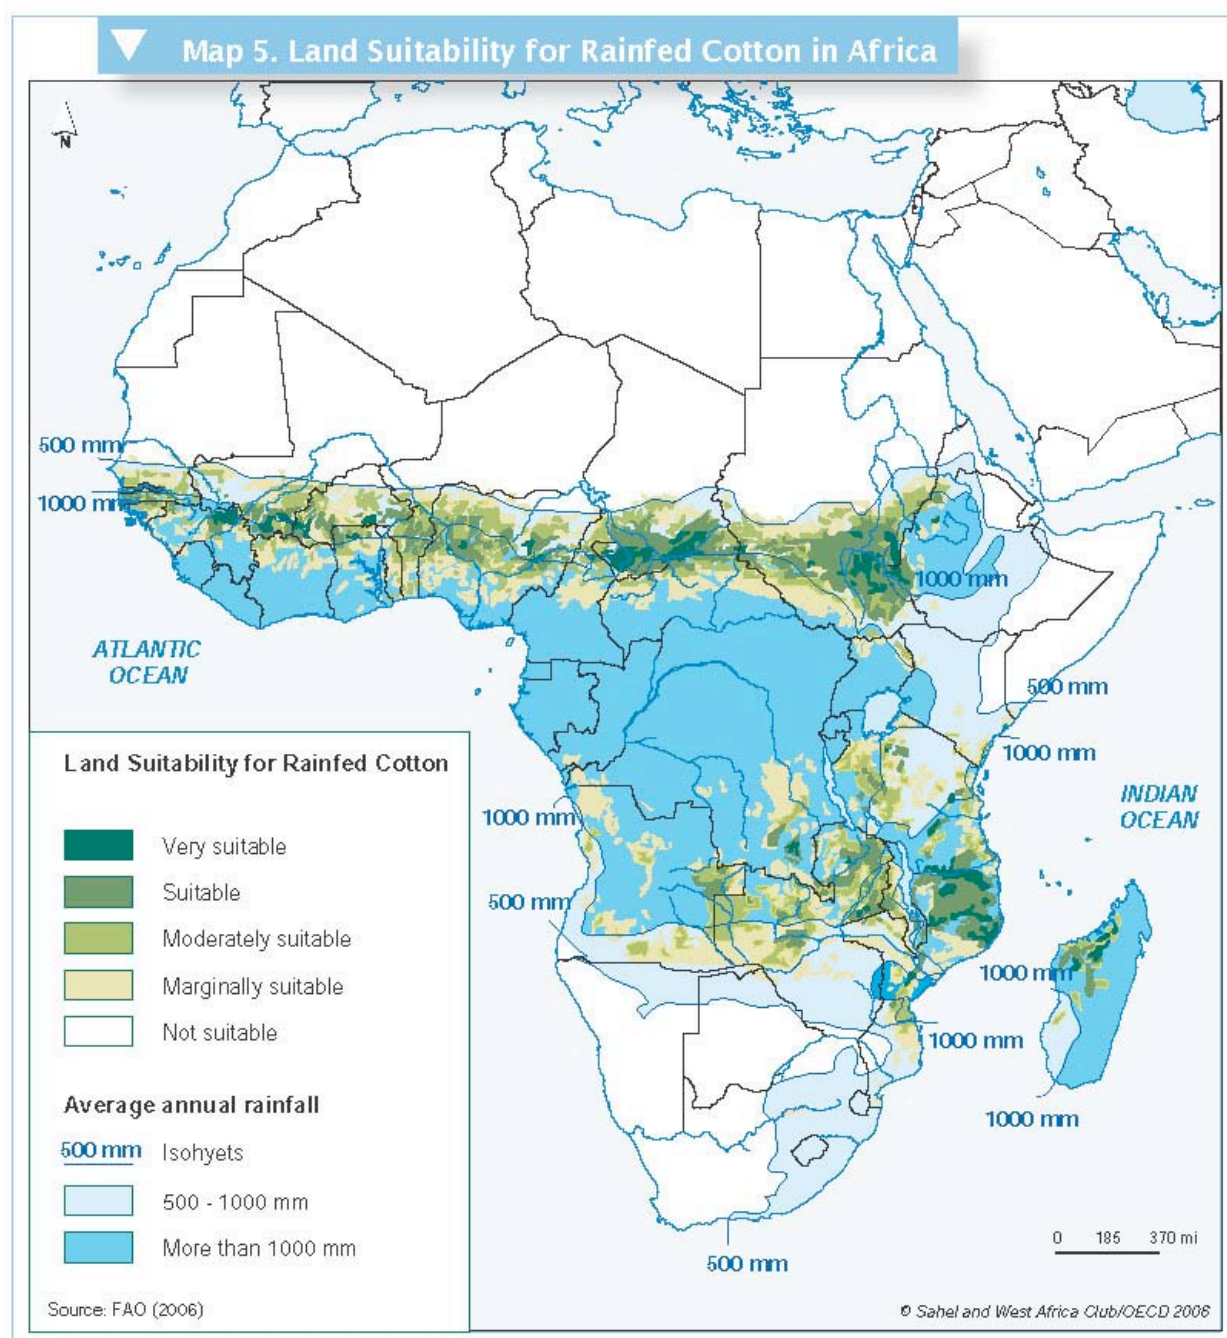 Map 5. Land Suitability for Rainfed Cotton in Africa
N
500 mm
1000 mm
1000 mm
ATLANTIC
OCEAN
500 mm
1000 mm
INDIAN
OCEAN
1000 mm
500 mm
1000 mm
1000 mm
1000 mm
500 mm
Land Suitability for Rainfed Cotton
Very suitable
Suitable
Moderately suitable
Marginally suitable
Not suitable
Average annual rainfall
500 mm Isohyets
500 - 1000 mm
More than 1000 mm
Source: FAO (2006)
0 185 370 mi
© Sahel and West Africa Club/OECD 2006